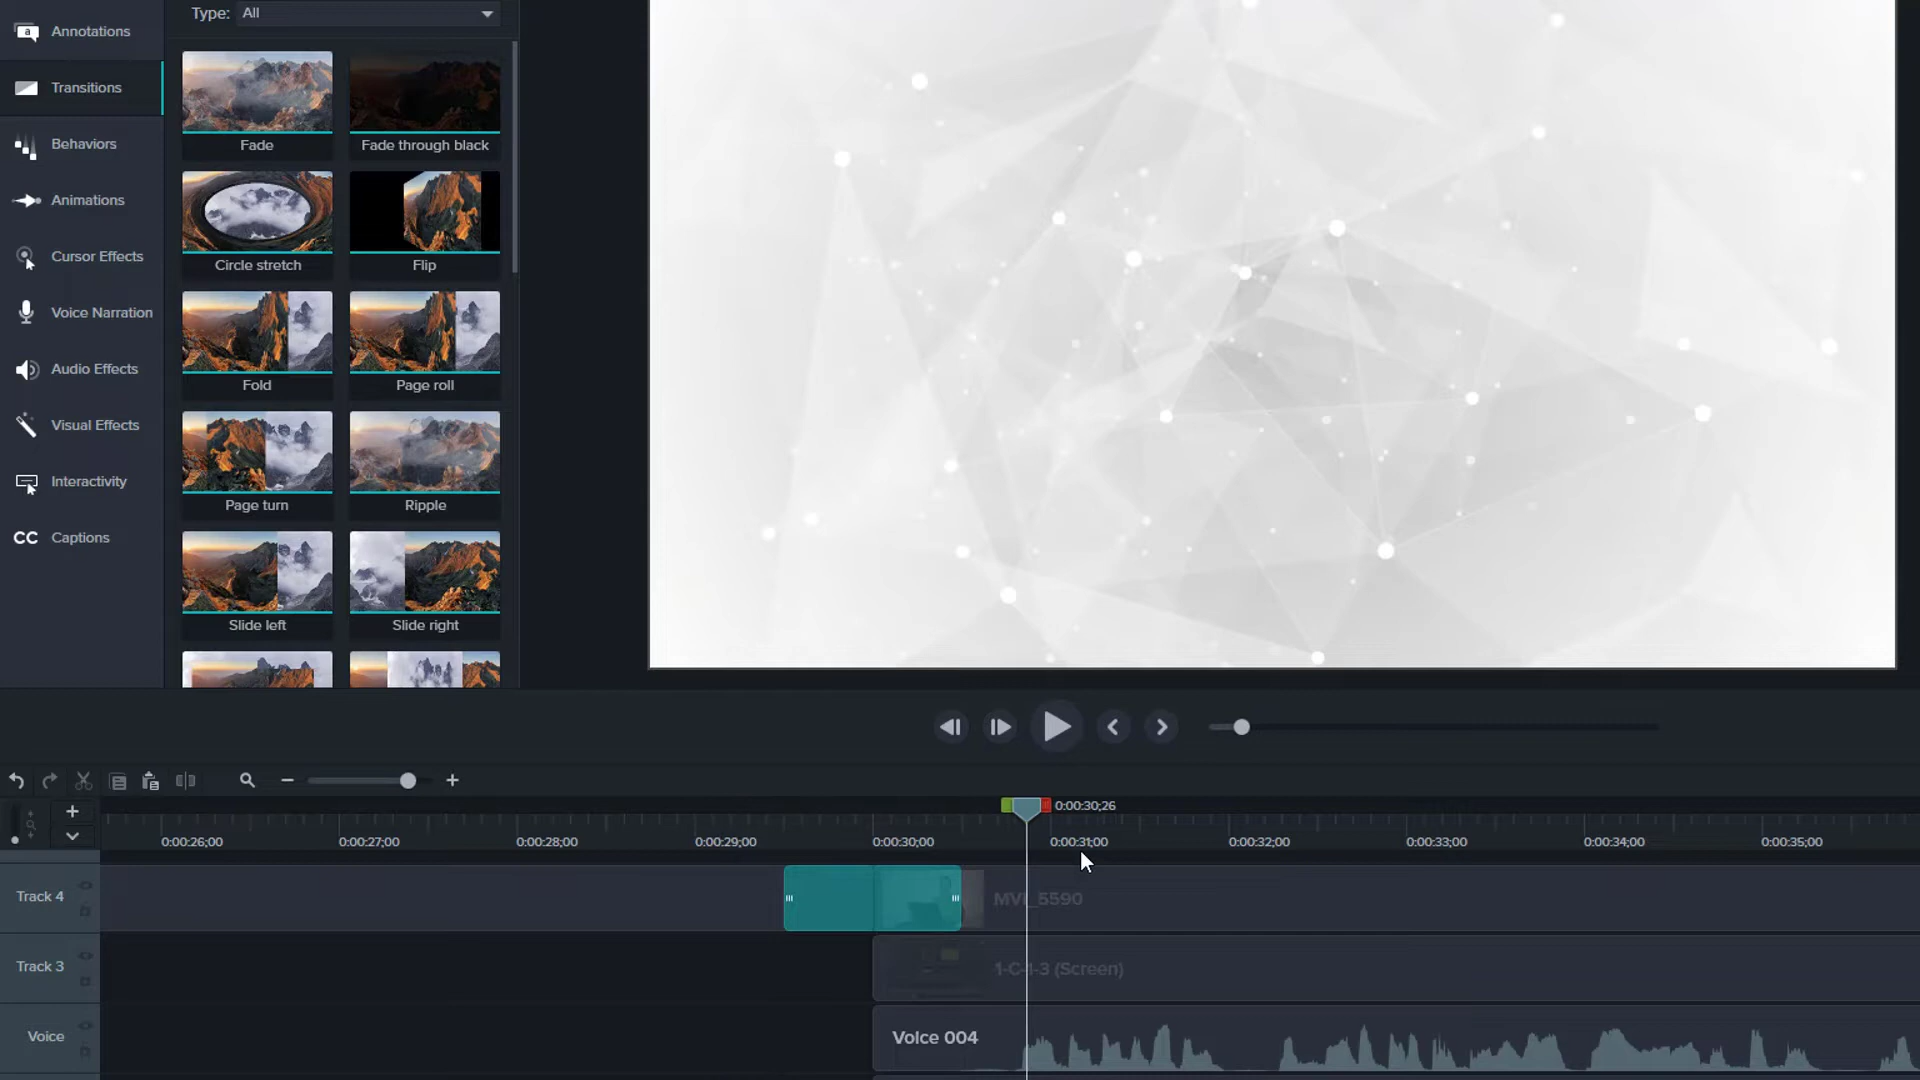 Annotations
Transitions
Behaviors
Animations
Cursor Effects
Voice Narration
Audio Effects
Visual Effects
Interactivity
CC Captions
Type: All
Fade
Fade through black
Circle stretch
Flip
Fold
Page roll
Page turn
Ripple
Slide left
Slide right
0:00:30;26
0:00:26;00
0:00:27;00
0:00:28;00
0:00:29;00
0:00:30;00
0:00:31;00
0:00:32;00
0:00:33;00
0:00:34;00
0:00:35;00
Track 4
MVI_5590
Track 3
1-C-1-3 (Screen)
Voice
Voice 004